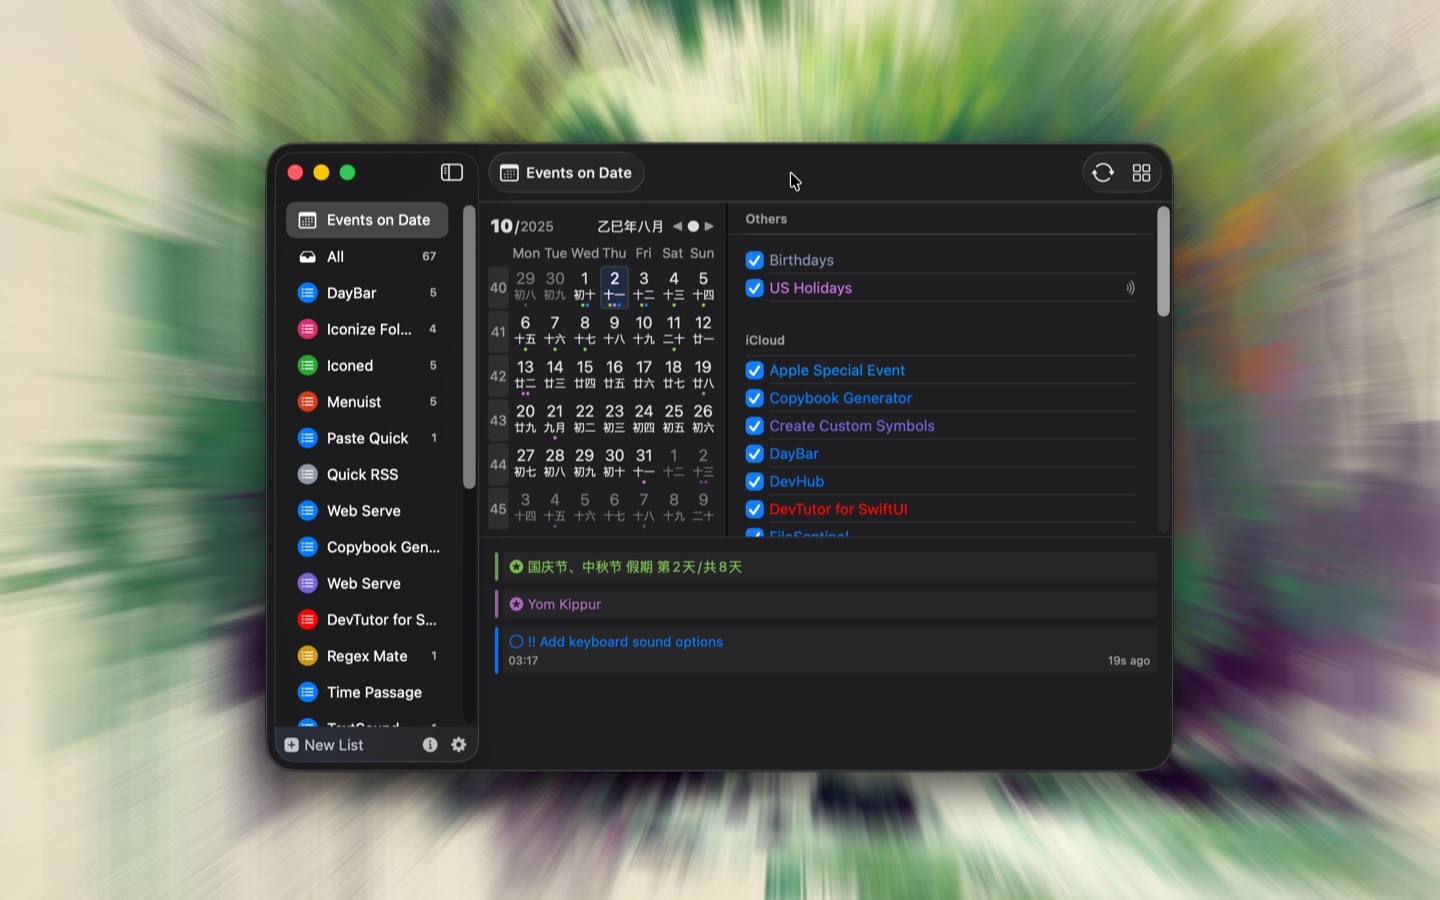 Events on Date
Events on Date
All 67
DayBar 5
Iconize Fol... 4
Iconed 5
Menuist 5
Paste Quick 1
Quick RSS
Web Serve
Copybook Gen...
Web Serve
DevTutor for S...
Regex Mate 1
Time Passage
New List
10/2025 乙巳年八月
Mon Tue Wed Thu Fri Sat Sun
40 29 30 1 2 3 4 5
初八 初九 初十 十一 十二 十三 十四
41 6 7 8 9 10 11 12
十五 十六 十七 十八 十九 二十 廿一
42 13 14 15 16 17 18 19
廿二 廿三 廿四 廿五 廿六 廿七 廿八
43 20 21 22 23 24 25 26
廿九 九月 初二 初三 初四 初五 初六
44 27 28 29 30 31 1 2
初七 初八 初九 初十 十一 十二 十三
45 3 4 5 6 7 8 9
十四 十五 十六 十七 十八 十九 二十
Others
Birthdays
US Holidays
iCloud
Apple Special Event
Copybook Generator
Create Custom Symbols
DayBar
DevHub
DevTutor for SwiftUI
国庆节、中秋节 假期 第2天/共8天
Yom Kippur
!! Add keyboard sound options
03:17 19s ago